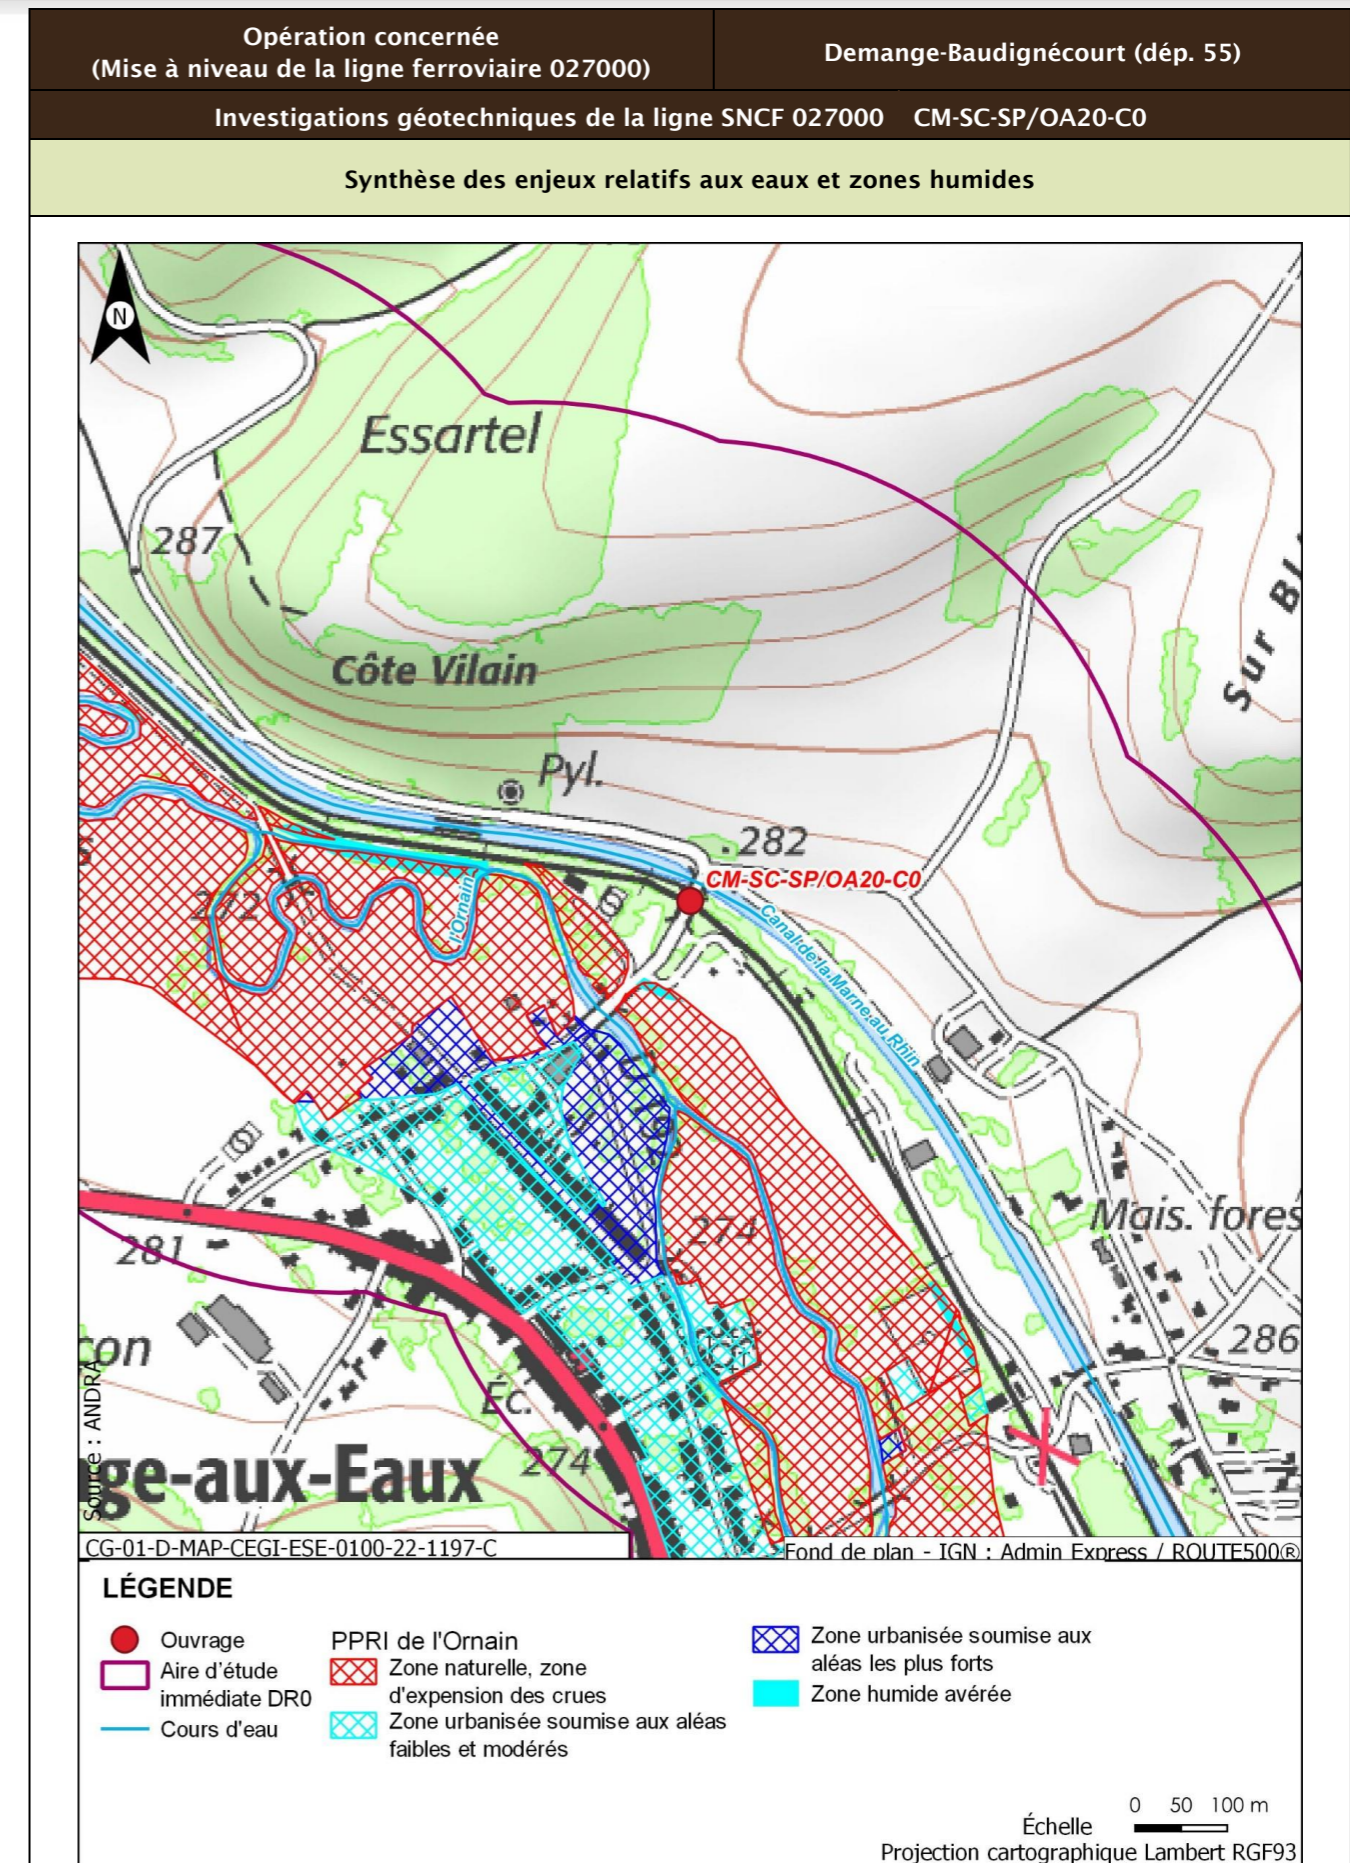 Opération concernée
(Mise à niveau de la ligne ferroviaire 027000)
Demange-Baudignécourt (dép. 55)
Investigations géotechniques de la ligne SNCF 027000 CM-SC-SP/OA20-C0
Synthèse des enjeux relatifs aux eaux et zones humides
N
Essartel
287
Sur Bl
Côte Vilain
Pyl.
282
CM-SC-SP/OA20-C0
272
l'Ornain
Canal de la Marne au Rhin
Mais. fores
274
281
286
on
Éc.
274
ge-aux-Eaux
Source : ANDRA
CG-01-D-MAP-CEGI-ESE-0100-22-1197-C
Fond de plan - IGN : Admin Express / ROUTE500®
LÉGENDE
Ouvrage
Aire d'étude
immédiate DR0
Cours d'eau
PPRI de l'Ornain
Zone naturelle, zone
d'expension des crues
Zone urbanisée soumise aux aléas
faibles et modérés
Zone urbanisée soumise aux
aléas les plus forts
Zone humide avérée
0 50 100 m
Échelle
Projection cartographique Lambert RGF93